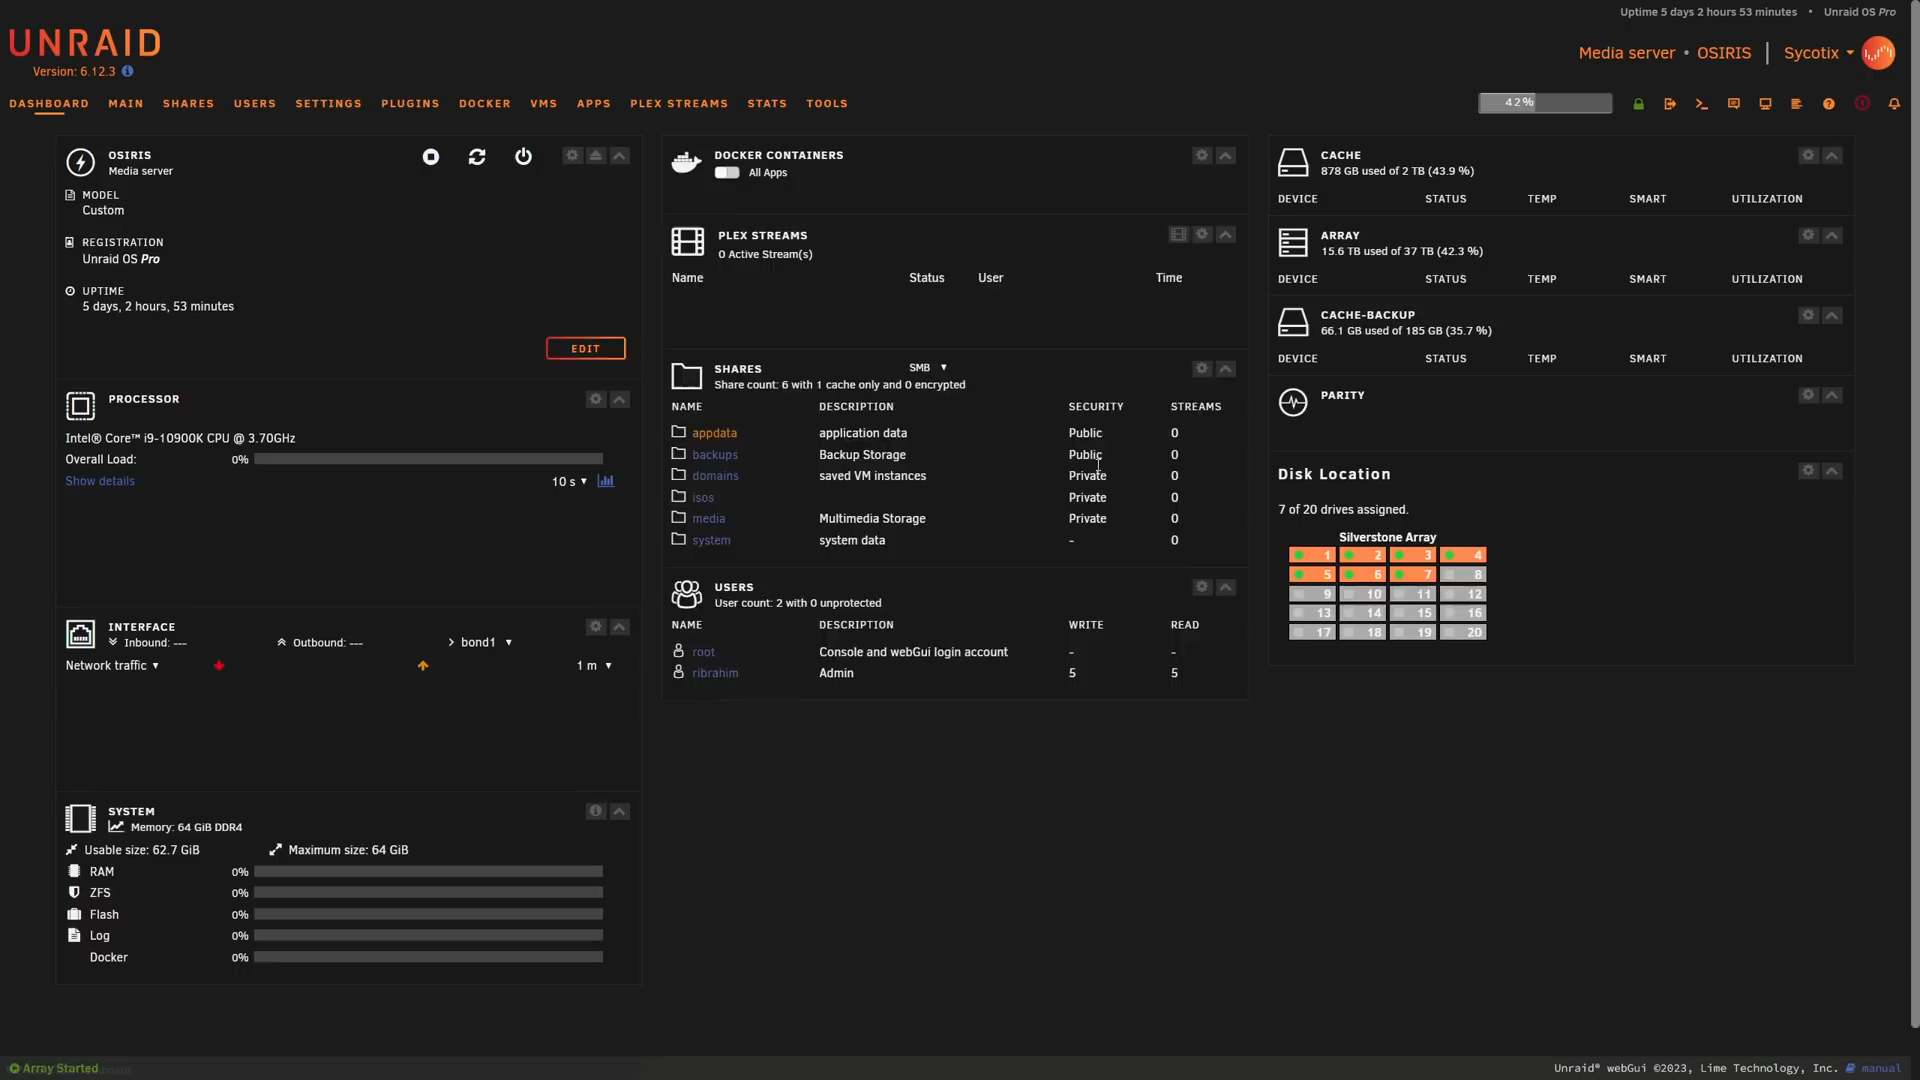 Uptime 5 days 2 hours 53 minutes • Unraid OS Pro
UNRAID
Version: 6.12.3
Media server • OSIRIS
Sycotix
DASHBOARD MAIN SHARES USERS SETTINGS PLUGINS DOCKER VMS APPS PLEX STREAMS STATS TOOLS
42%
OSIRIS
Media server
MODEL
Custom
REGISTRATION
Unraid OS Pro
UPTIME
5 days, 2 hours, 53 minutes
EDIT
PROCESSOR
Intel® Core™ i9-10900K CPU @ 3.70GHz
Overall Load: 0%
Show details 10 s
INTERFACE
Inbound: --- Outbound: --- bond1
Network traffic 1 m
SYSTEM
Memory: 64 GiB DDR4
Usable size: 62.7 GiB Maximum size: 64 GiB
RAM 0%
ZFS 0%
Flash 0%
Log 0%
Docker 0%
DOCKER CONTAINERS
All Apps
PLEX STREAMS
0 Active Stream(s)
Name Status User Time
SHARES SMB
Share count: 6 with 1 cache only and 0 encrypted
NAME DESCRIPTION SECURITY STREAMS
appdata application data Public 0
backups Backup Storage Public 0
domains saved VM instances Private 0
isos Private 0
media Multimedia Storage Private 0
system system data - 0
USERS
User count: 2 with 0 unprotected
NAME DESCRIPTION WRITE READ
root Console and webGui login account - -
ribrahim Admin 5 5
CACHE
878 GB used of 2 TB (43.9 %)
DEVICE STATUS TEMP SMART UTILIZATION
ARRAY
15.6 TB used of 37 TB (42.3 %)
DEVICE STATUS TEMP SMART UTILIZATION
CACHE-BACKUP
66.1 GB used of 185 GB (35.7 %)
DEVICE STATUS TEMP SMART UTILIZATION
PARITY
Disk Location
7 of 20 drives assigned.
Silverstone Array
1 2 3 4
5 6 7 8
9 10 11 12
13 14 15 16
17 18 19 20
Array Started
Unraid® webGui ©2023, Lime Technology, Inc. manual